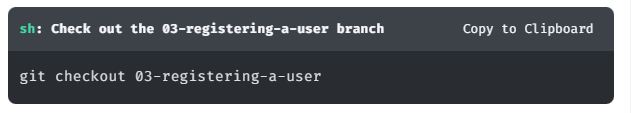 sh: Check out the 03-registering-a-user branch
Copy to Clipboard
git checkout 03-registering-a-user